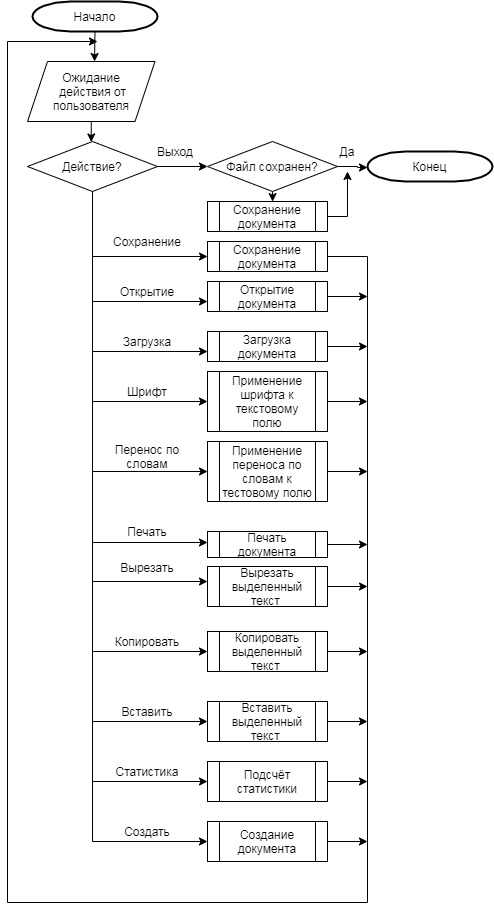 Начало
Ожидание
действия от
пользователя
Действие?
Выход
Файл сохранен?
Да
Конец
Сохранение
документа
Сохранение
Сохранение
документа
Открытие
Открытие
документа
Загрузка
Загрузка
документа
Шрифт
Применение
шрифта к
текстовому
полю
Перенос по
словам
Применение
переноса по
словам к
тестовому полю
Печать
Печать
документа
Вырезать
Вырезать
выделенный
текст
Копировать
Копировать
выделенный
текст
Вставить
Вставить
выделенный
текст
Статистика
Подсчёт
статистики
Создать
Создание
документа